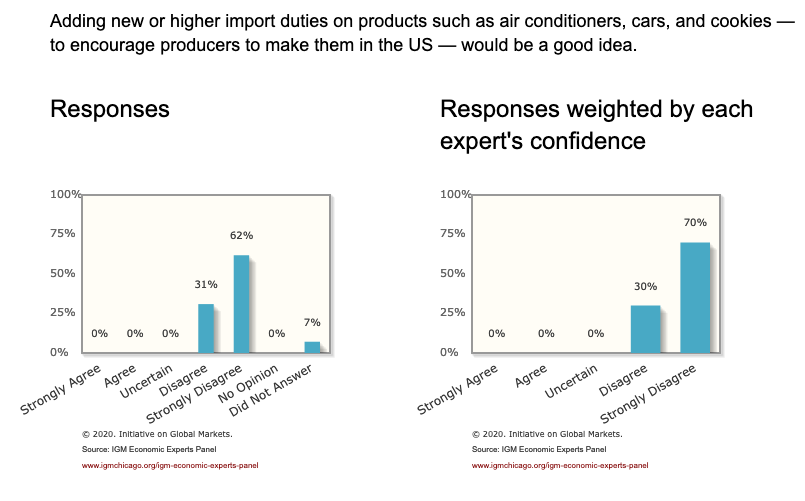 Adding new or higher import duties on products such as air conditioners, cars, and cookies —
to encourage producers to make them in the US — would be a good idea.
Responses
100%
75%
50%
25%
0%
0%
0%
0%
31%
62%
0%
7%
Strongly Agree
Agree
Uncertain
Disagree
Strongly Disagree
No Opinion
Did Not Answer
© 2020. Initiative on Global Markets.
Source: IGM Economic Experts Panel
www.igmchicago.org/igm-economic-experts-panel
Responses weighted by each
expert's confidence
100%
75%
50%
25%
0%
0%
0%
0%
30%
70%
Strongly Agree
Agree
Uncertain
Disagree
Strongly Disagree
© 2020. Initiative on Global Markets.
Source: IGM Economic Experts Panel
www.igmchicago.org/igm-economic-experts-panel